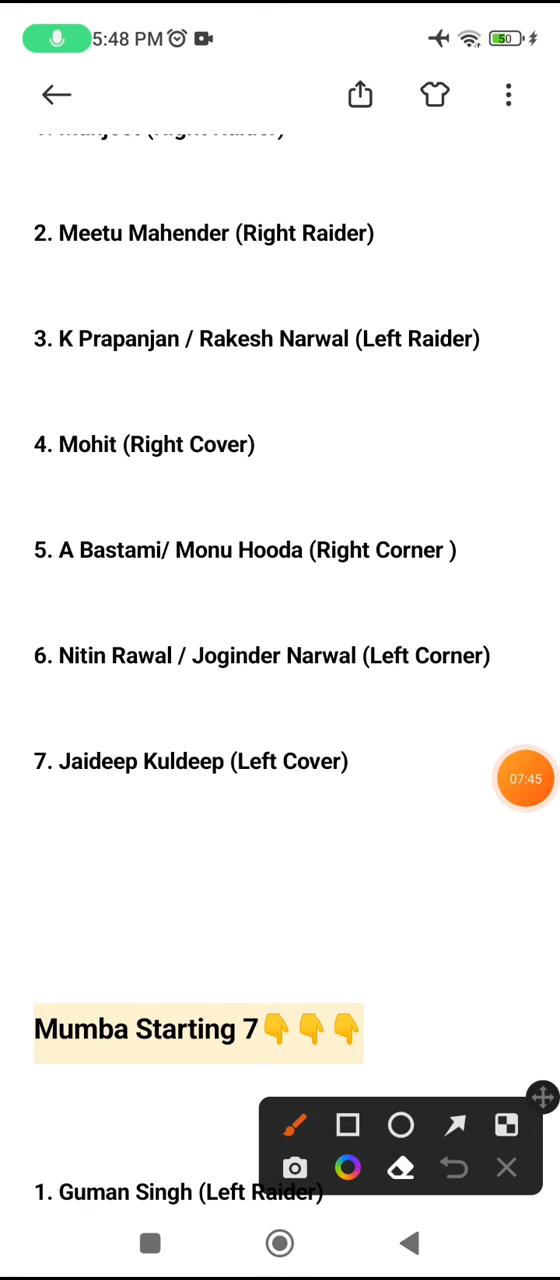 5:48 PM
50
2. Meetu Mahender (Right Raider)
3. K Prapanjan / Rakesh Narwal (Left Raider)
4. Mohit (Right Cover)
5. A Bastami/ Monu Hooda (Right Corner )
6. Nitin Rawal / Joginder Narwal (Left Corner)
7. Jaideep Kuldeep (Left Cover)
07:45
Mumba Starting 7👇👇👇
1. Guman Singh (Left Raider)